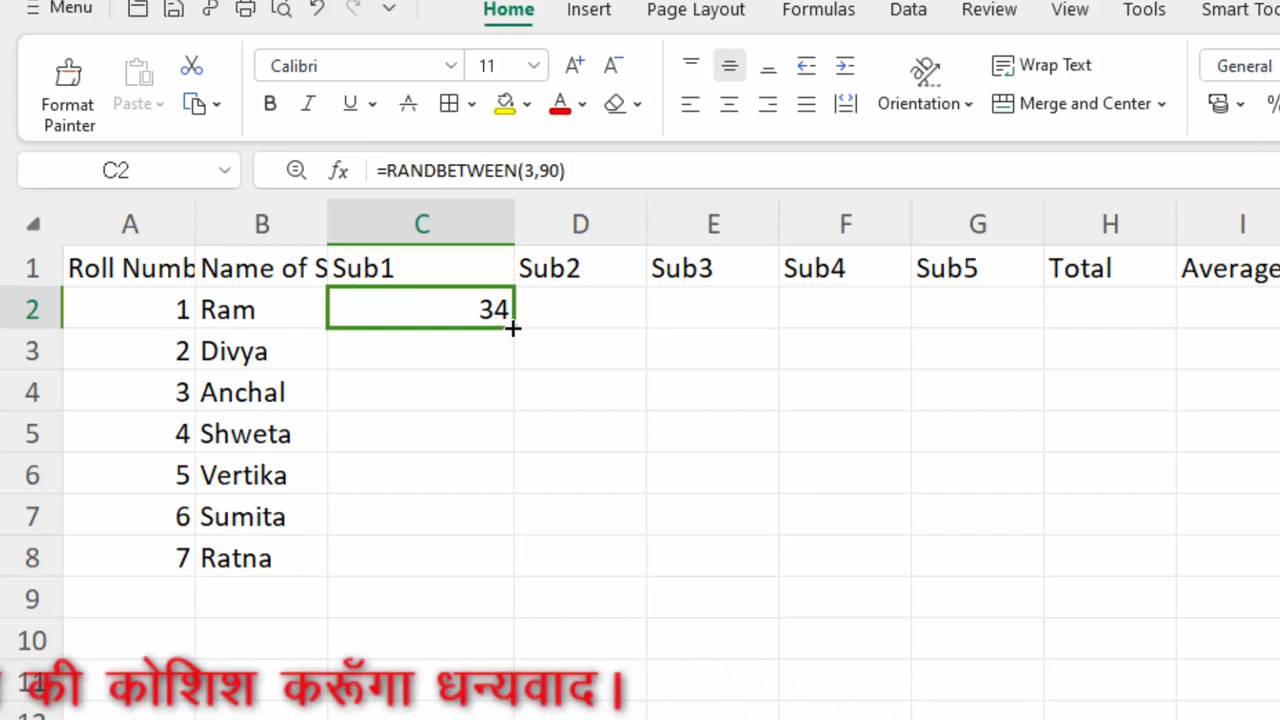 Menu Home Insert Page Layout Formulas Data Review View Tools Smart
Calibri 11 A+ A- Wrap Text General
Format Painter Paste B I U A A Orientation Merge and Center
C2 fx =RANDBETWEEN(3,90)
A B C D E F G H I
1 Roll Numb Name of S Sub1 Sub2 Sub3 Sub4 Sub5 Total Average
2 1 Ram 34
3 2 Divya
4 3 Anchal
5 4 Shweta
6 5 Vertika
7 6 Sumita
8 7 Ratna
9
10
11
की कोशिश करूँगा धन्यवाद।